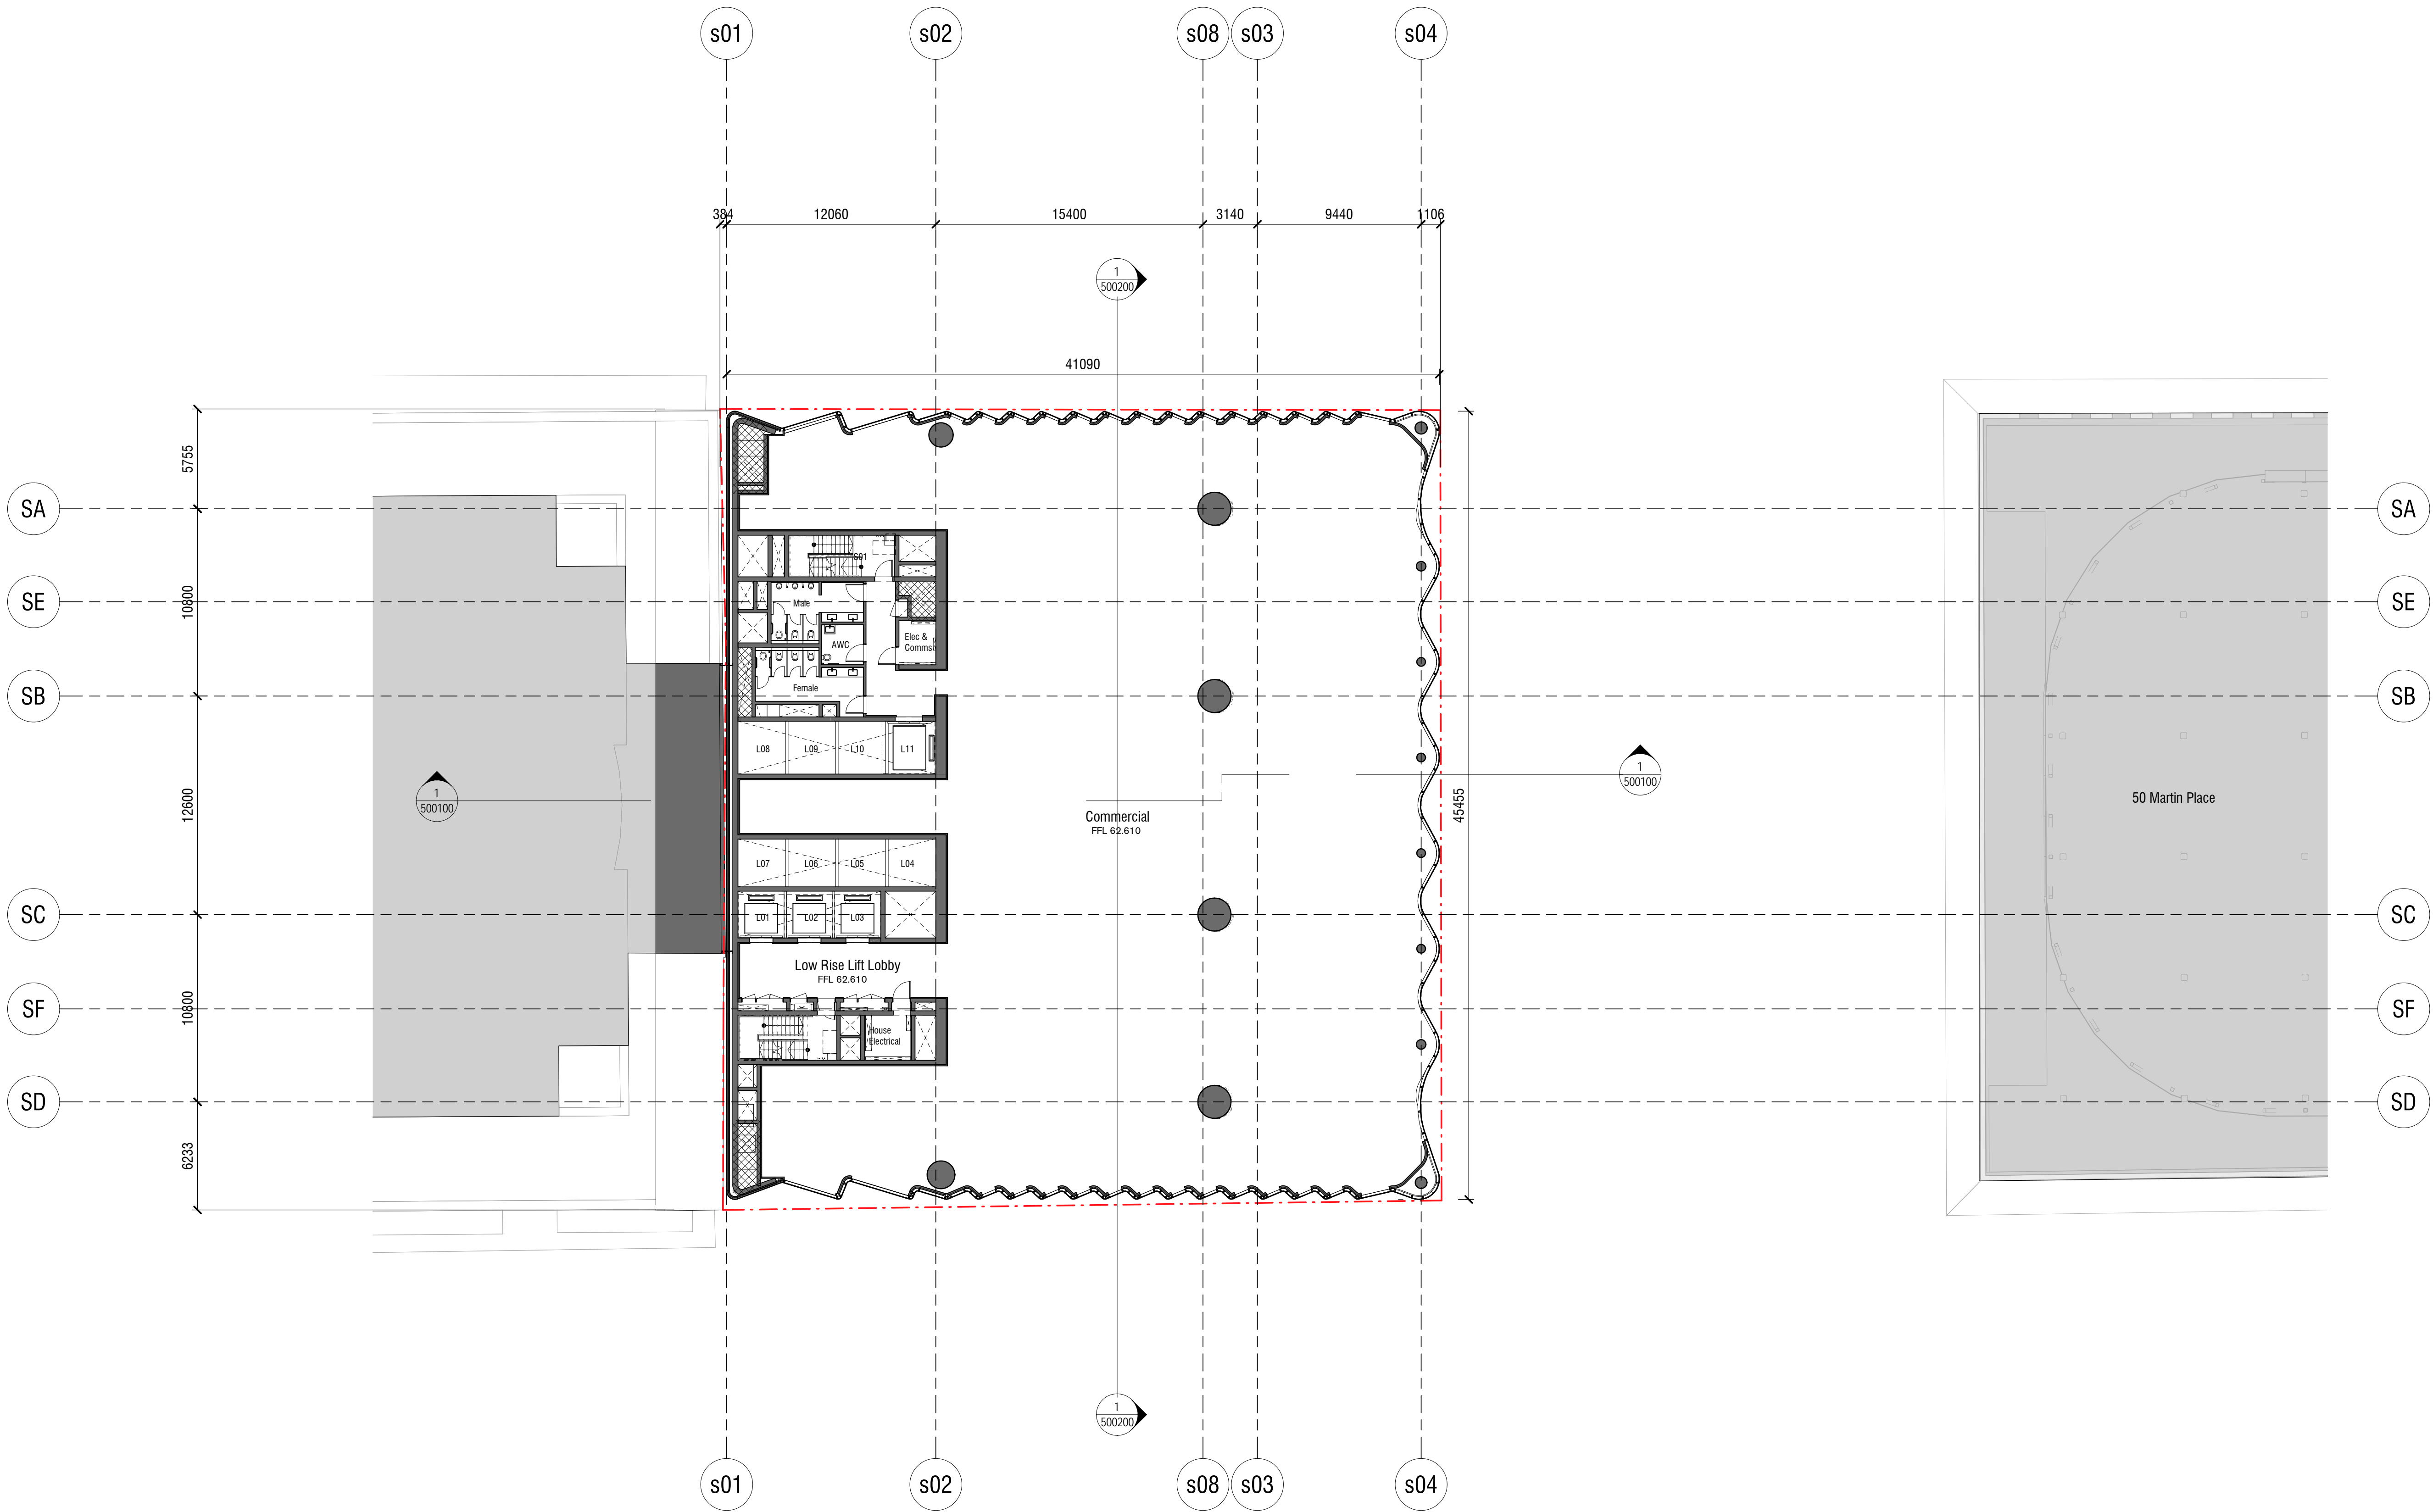 s01 s02 s08 s03 s04
384 12060 15400 3140 9440 1106
1
500200
41090
5755
SA SA
S01
SE SE
10800
Male
Elec &
Comms
AWC
Female
SB SB
L08 L09 L10 L11
1
500100
1
500100
50 Martin Place
12600
45455
Commercial
FFL 62.610
L07 L06 L05 L04
SC SC
L01 L02 L03
Low Rise Lift Lobby
FFL 62.610
10800
SF SF
House
Electrical
SD SD
6233
1
500200
s01 s02 s08 s03 s04